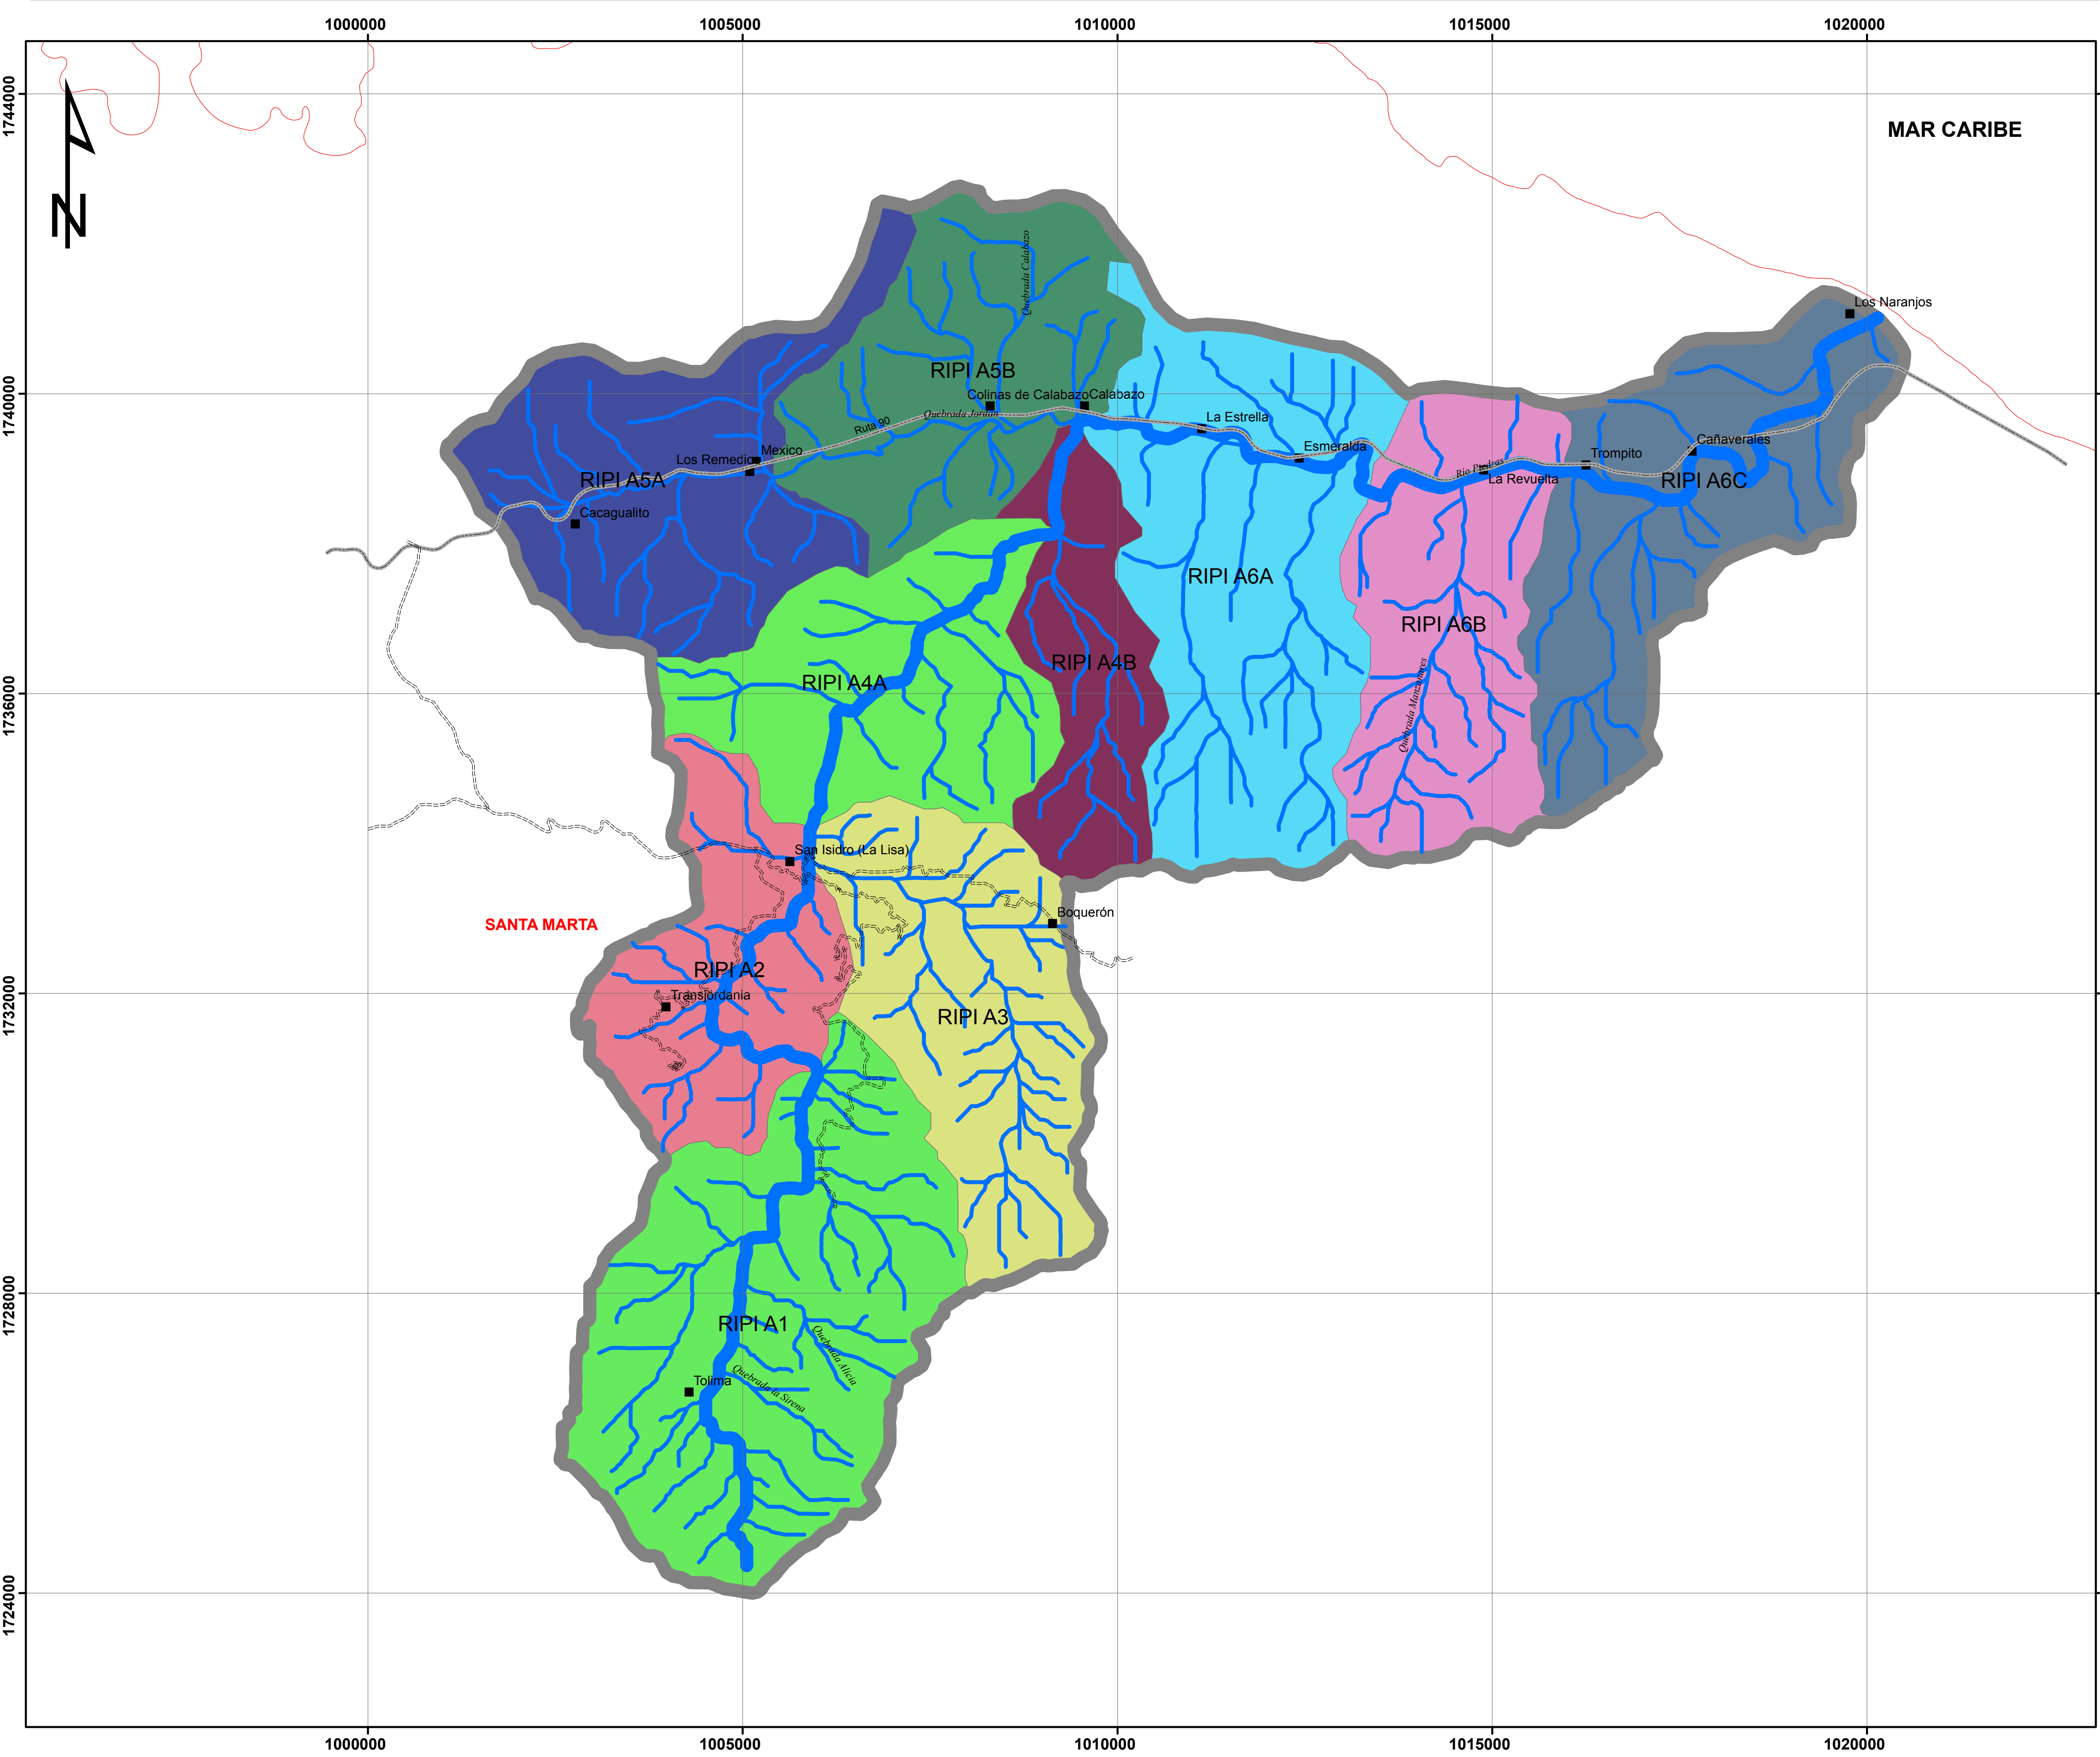 1000000 1005000 1010000 1015000 1020000
1744000
MAR CARIBE
N
Quebrada Calabazo
Los Naranjos
RIPI A5B
1740000
Colinas de Calabazo
Calabazo
Quebrada Jordán
La Estrella
Ruta 90
Esmeralda
Cañaverales
Mexico
Los Remedio
Trompito
Rio Piedras
La Revuelta
RIPI A5A
RIPI A6C
Cacagualito
RIPI A6A
RIPI A6B
RIPI A4B
RIPI A4A
1736000
Quebrada Manzanares
San Isidro (La Lisa)
Boquerón
SANTA MARTA
RIPI A2
Transjordania
1732000
RIPI A3
1728000
RIPI A1
Quebrada Alicia
Tolima
Quebrada la Sirena
1724000
1000000 1005000 1010000 1015000 1020000